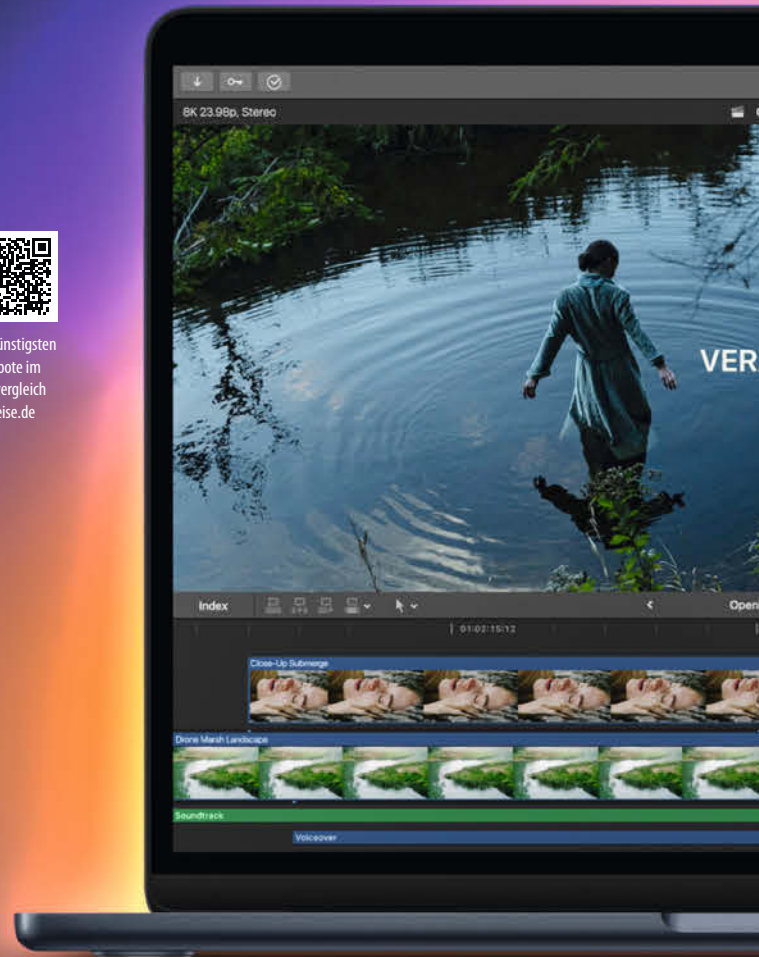 8K 23.98p, Stereo
VER
Index
Open
01:02:15:12
Close-Up Submerge
Drone Marsh Landscape
Soundtrack
Voiceover
ünstigsten
bote im
ergleich
eise.de